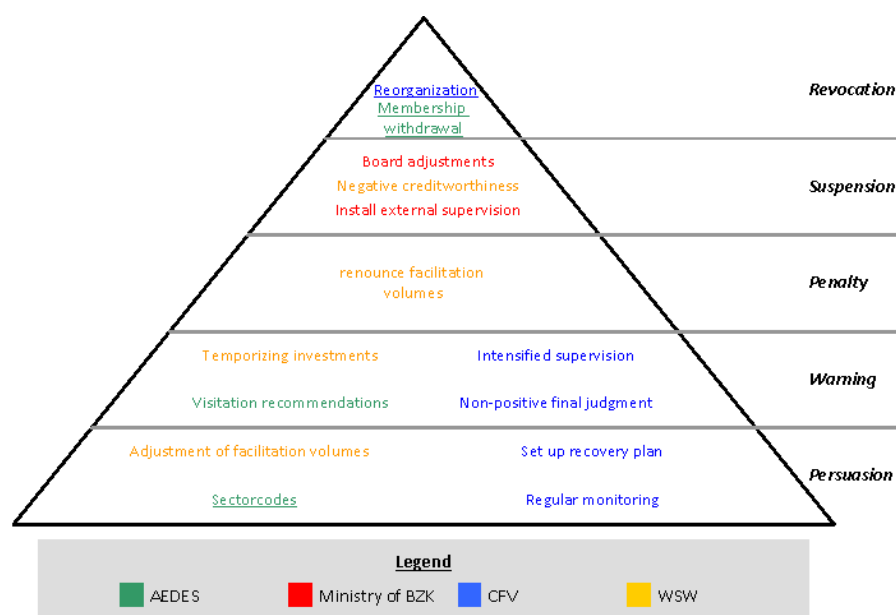 Reorganization
Revocation
Membership
withdrawal
Board adjustments
Negative creditworthiness
Suspension
Install external supervision
renounce facilitation
volumes
Penalty
Temporizing investments
Intensified supervision
Warning
Visitation recommendations
Non-positive final judgment
Adjustment of facilitation volumes
Set up recovery plan
Persuasion
Sectorcodes
Regular monitoring
Legend
AEDES
Ministry of BZK
CFV
WSW